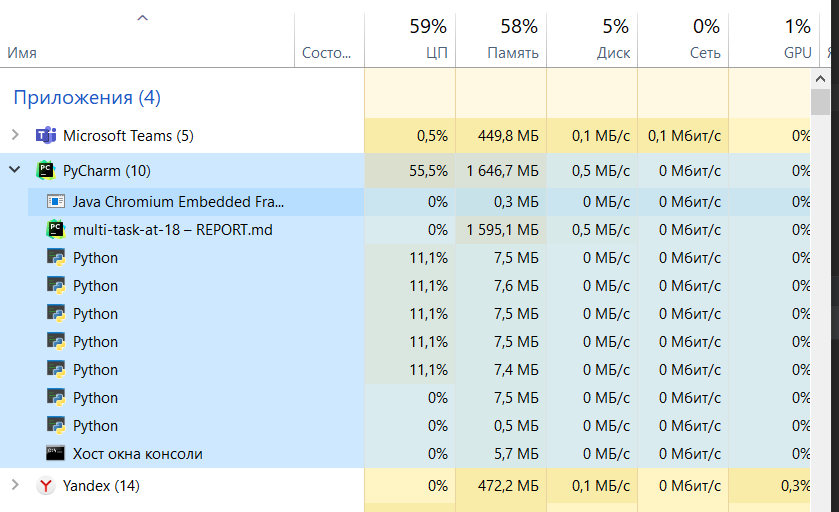 59% 58% 5% 0% 1%
Имя Состо... ЦП Память Диск Сеть GPU
Приложения (4)
Microsoft Teams (5) 0,5% 449,8 МБ 0,1 МБ/с 0,1 Мбит/с 0%
PyCharm (10) 55,5% 1 646,7 МБ 0,5 МБ/с 0 Мбит/с 0%
Java Chromium Embedded Fra... 0% 0,3 МБ 0 МБ/с 0 Мбит/с 0%
multi-task-at-18 – REPORT.md 0% 1 595,1 МБ 0,5 МБ/с 0 Мбит/с 0%
Python 11,1% 7,5 МБ 0 МБ/с 0 Мбит/с 0%
Python 11,1% 7,6 МБ 0 МБ/с 0 Мбит/с 0%
Python 11,1% 7,5 МБ 0 МБ/с 0 Мбит/с 0%
Python 11,1% 7,5 МБ 0 МБ/с 0 Мбит/с 0%
Python 11,1% 7,4 МБ 0 МБ/с 0 Мбит/с 0%
Python 0% 7,5 МБ 0 МБ/с 0 Мбит/с 0%
Python 0% 0,5 МБ 0 МБ/с 0 Мбит/с 0%
Хост окна консоли 0% 5,7 МБ 0 МБ/с 0 Мбит/с 0%
Yandex (14) 0% 472,2 МБ 0,1 МБ/с 0 Мбит/с 0,3%